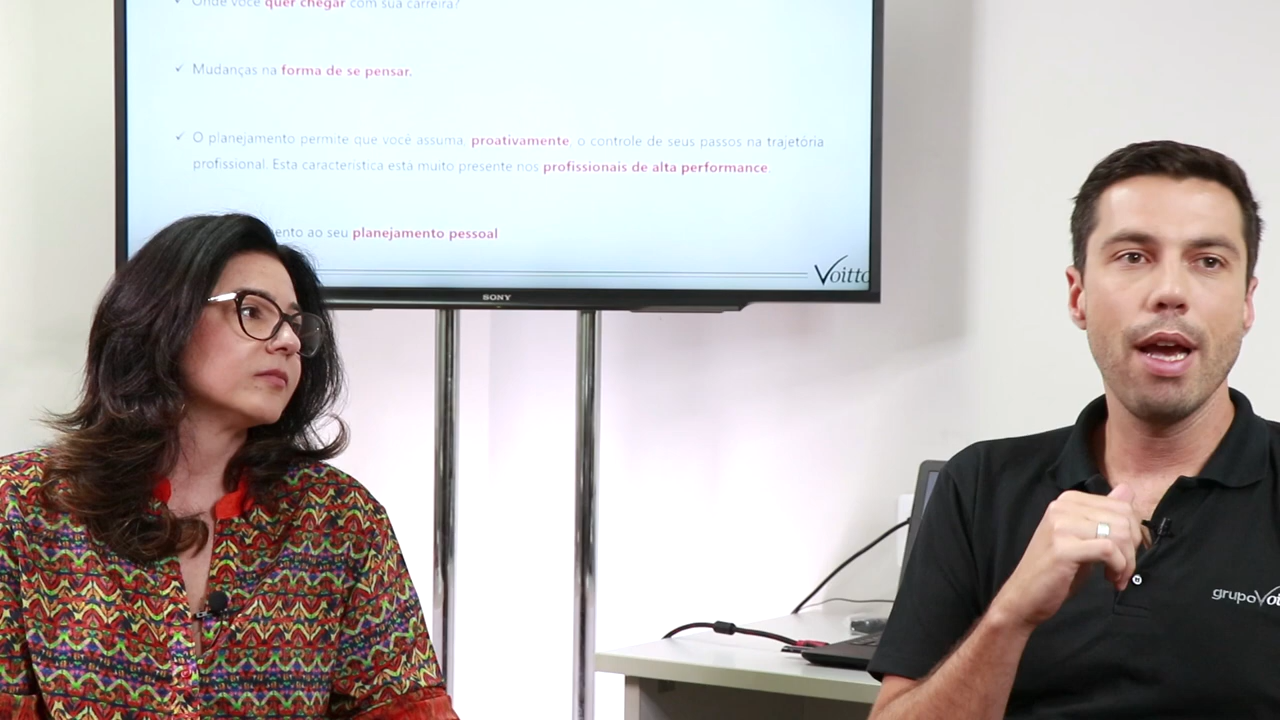 Onde você quer chegar com sua carreira?
✓ Mudanças na forma de se pensar.
✓ O planejamento permite que você assuma, proativamente, o controle de seus passos na trajetória
profissional. Esta característica está muito presente nos profissionais de alta performance.
ao seu planejamento pessoal
Voitto
SONY
grupo